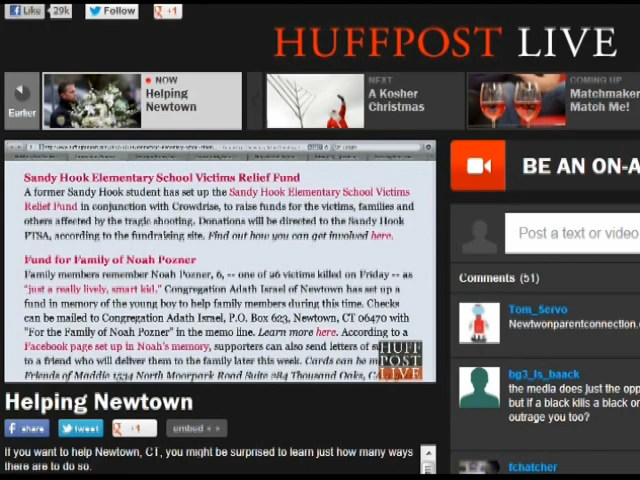 Like 29k Follow +1
HUFFPOST LIVE
Earlier
NOW
Helping
Newtown
NEXT
A Kosher
Christmas
COMING UP
Matchmaker
Match Me!
Sandy Hook Elementary School Victims Relief Fund
A former Sandy Hook student has set up the Sandy Hook Elementary School Victims
Relief Fund in conjunction with Crowdrise, to raise funds for the victims, families and
others affected by the tragic shooting. Donations will be directed to the Sandy Hook
PTSA, according to the fundraising site. Find out how you can get involved here.
Fund for Family of Noah Pozner
Family members remember Noah Pozner, 6, -- one of 26 victims killed on Friday -- as
"just a really lively, smart kid." Congregation Adath Israel of Newtown has set up a
fund in memory of the young boy to help family members during this time. Checks
can be mailed to Congregation Adath Israel, P.O. Box 623, Newtown, CT 06470 with
"For the Family of Noah Pozner" in the memo line. Learn more here. According to a
Facebook page set up in Noah's memory, supporters can also send letters of
to a friend who will deliver them to the family later this week. Cards can be
Friends of Maddie 1534 North Moorpark Road Suite 284 Thousand Oaks,
HUFF
POST
LIVE
BE AN ON-A
Post a text or video
Comments (51)
Tom_Servo
Newtwonparentconnection.
bg3_Is_baack
the media does just the opp
but if a black kills a black or
outrage you too?
fchatcher
Helping Newtown
share tweet +1 embed
If you want to help Newtown, CT, you might be surprised to learn just how many ways
there are to do so.